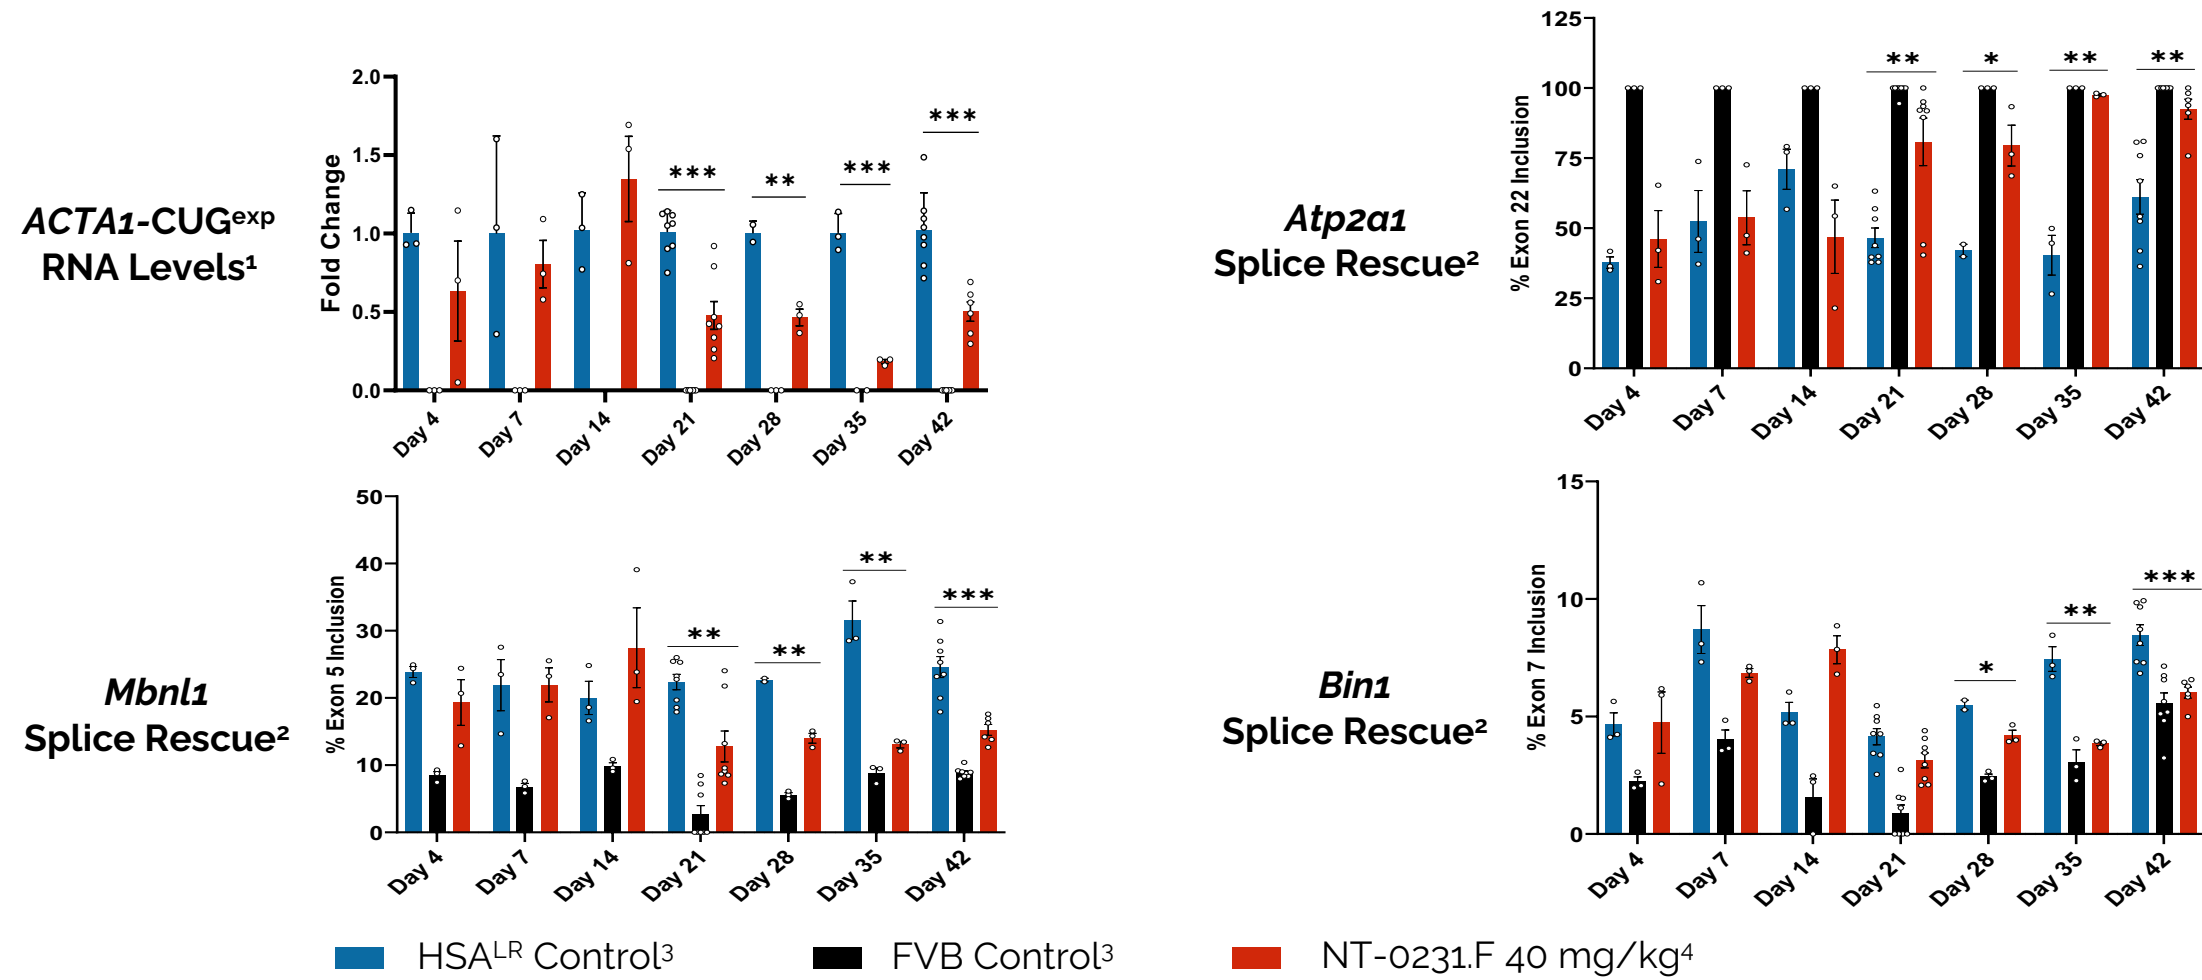 ACTA1-CUGexp
RNA Levels¹
Fold Change
2.0
1.5
1.0
0.5
0.0
***
**
***
***
Day 4
Day 7
Day 14
Day 21
Day 28
Day 35
Day 42
Atp2a1
Splice Rescue²
% Exon 22 Inclusion
125
100
75
50
25
0
**
*
**
**
Day 4
Day 7
Day 14
Day 21
Day 28
Day 35
Day 42
Mbnl1
Splice Rescue²
% Exon 5 Inclusion
50
40
30
20
10
0
**
**
**
***
Day 4
Day 7
Day 14
Day 21
Day 28
Day 35
Day 42
Bin1
Splice Rescue²
% Exon 7 Inclusion
15
10
5
0
*
**
***
Day 4
Day 7
Day 14
Day 21
Day 28
Day 35
Day 42
HSALR Control³
FVB Control³
NT-0231.F 40 mg/kg⁴